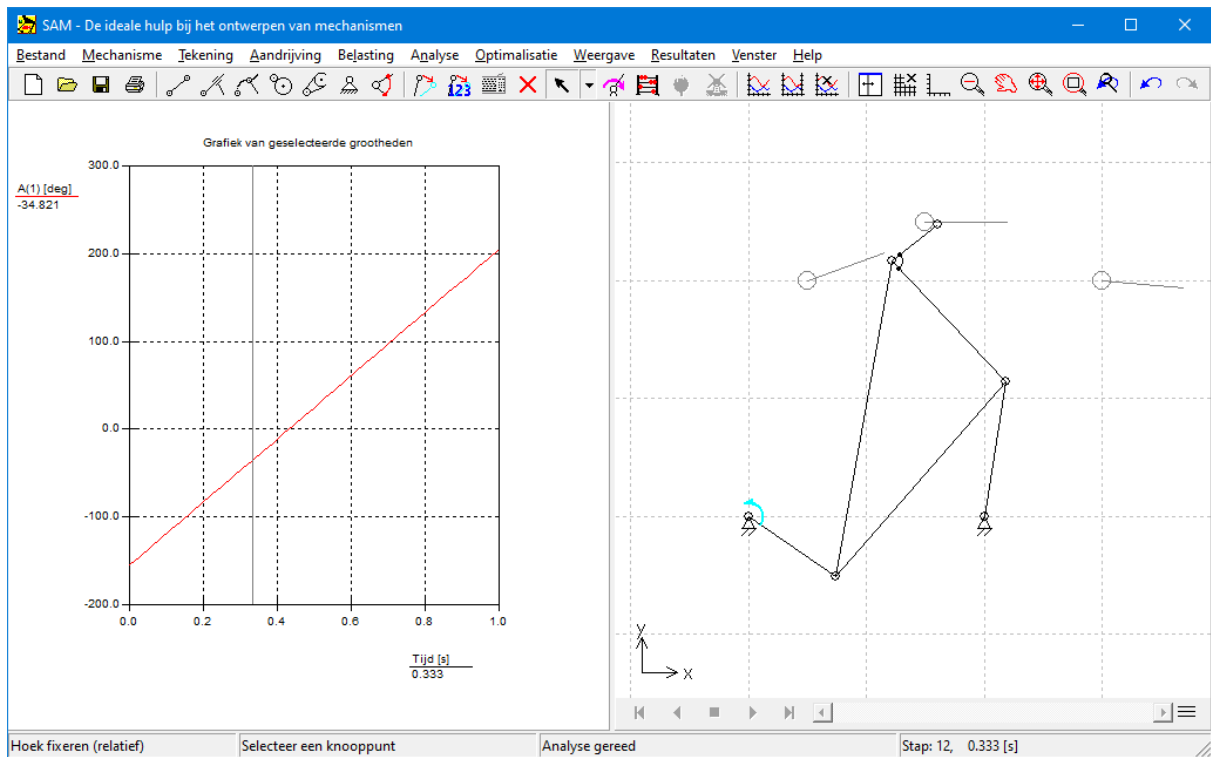 SAM - De ideale hulp bij het ontwerpen van mechanismen
Bestand Mechanisme Tekening Aandrijving Belasting Analyse Optimalisatie Weergave Resultaten Venster Help
123
Grafiek van geselecteerde grootheden
A(1) [deg]
-34.821
300.0
200.0
100.0
0.0
-100.0
-200.0
0.0 0.2 0.4 0.6 0.8 1.0
Tijd [s]
0.333
y
x
Hoek fixeren (relatief) Selecteer een knooppunt Analyse gereed Stap: 12, 0.333 [s]